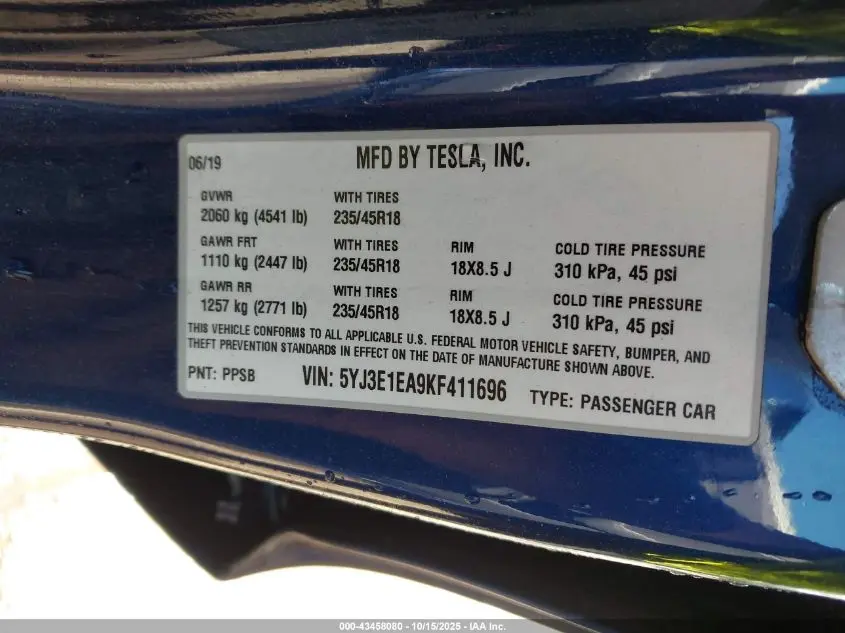 06/19 MFD BY TESLA, INC.
GVWR WITH TIRES
2060 kg (4541 lb) 235/45R18
GAWR FRT WITH TIRES RIM COLD TIRE PRESSURE
1110 kg (2447 lb) 235/45R18 18X8.5 J 310 kPa, 45 psi
GAWR RR WITH TIRES RIM COLD TIRE PRESSURE
1257 kg (2771 lb) 235/45R18 18X8.5 J 310 kPa, 45 psi
THIS VEHICLE CONFORMS TO ALL APPLICABLE U.S. FEDERAL MOTOR VEHICLE SAFETY, BUMPER, AND
THEFT PREVENTION STANDARDS IN EFFECT ON THE DATE OF MANUFACTURE SHOWN ABOVE.
PNT: PPSB VIN: 5YJ3E1EA9KF411696 TYPE: PASSENGER CAR
000-43458080 - 10/15/2025 - IAA Inc.